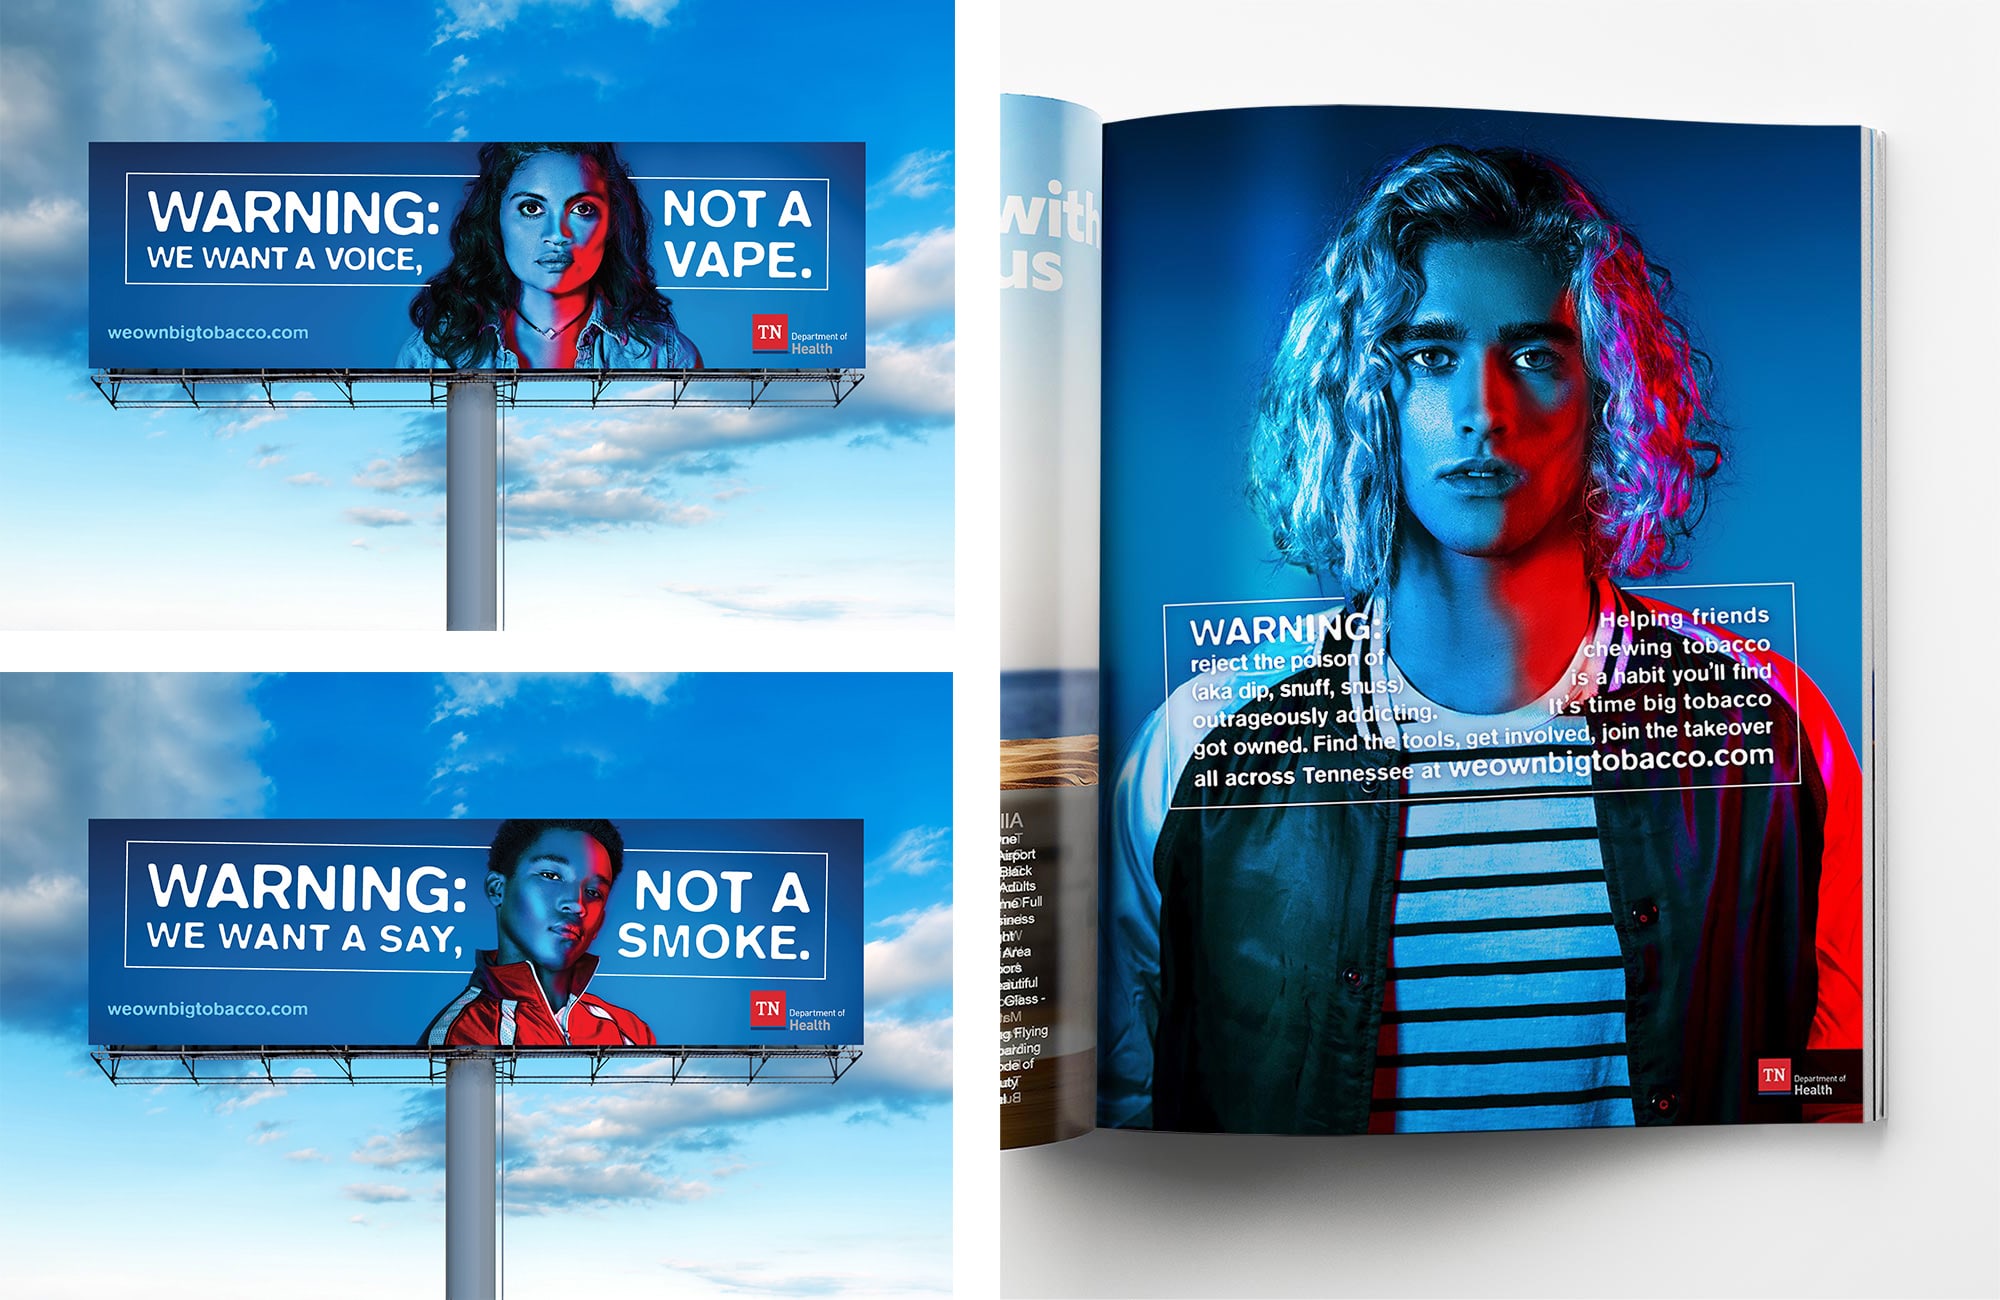 WARNING:
WE WANT A VOICE,
NOT A
VAPE.
weownbigtobacco.com
TN
Department of
Health
WARNING:
WE WANT A SAY,
NOT A
SMOKE.
weownbigtobacco.com
TN
Department of
Health
with
us
Airport
Black
Adults
Full
Area
Flying
of
WARNING: Helping friends
reject the poison of chewing tobacco
(aka dip, snuff, snuss) is a habit you'll find
outrageously addicting. It's time big tobacco
got owned. Find the tools, get involved, join the takeover
all across Tennessee at weownbigtobacco.com
TN
Department of
Health